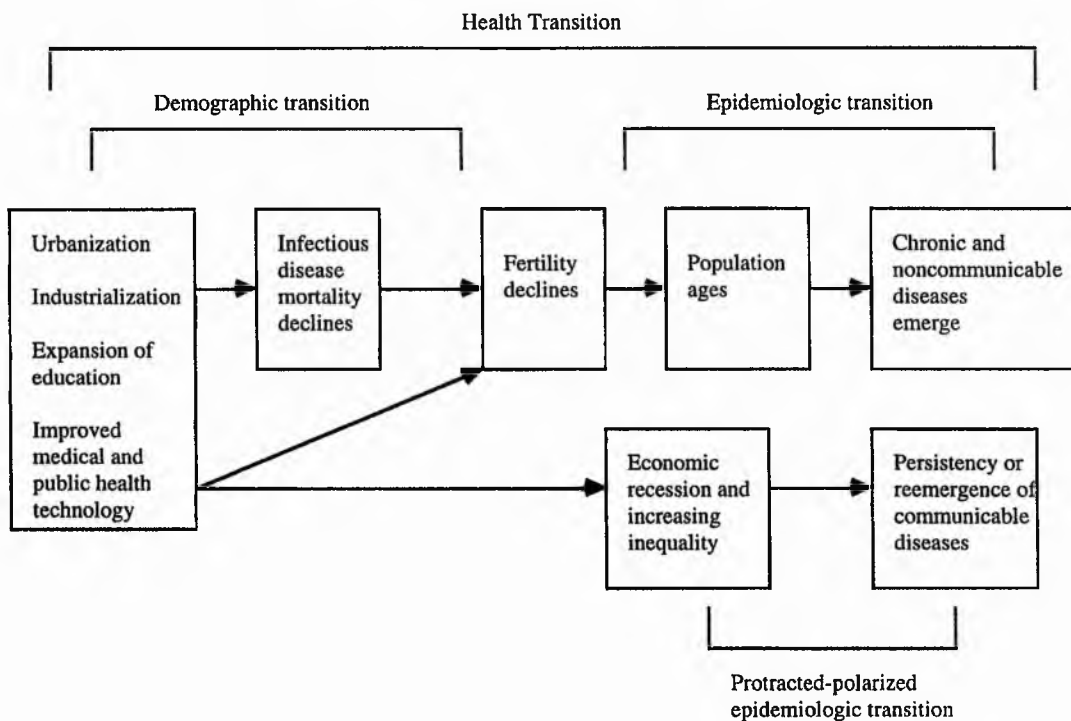 Health Transition
Demographic transition
Epidemiologic transition
Urbanization
Industrialization
Expansion of
education
Improved
medical and
public health
technology
Infectious
disease
mortality
declines
Fertility
declines
Population
ages
Chronic and
noncommunicable
diseases
emerge
Economic
recession and
increasing
inequality
Persistency or
reemergence of
communicable
diseases
Protracted-polarized
epidemiologic transition